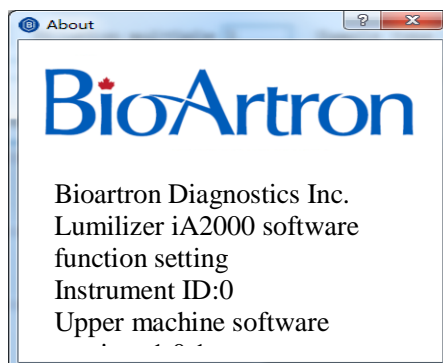 About
BioArtron
Bioartron Diagnostics Inc.
Lumilizer iA2000 software
function setting
Instrument ID:0
Upper machine software